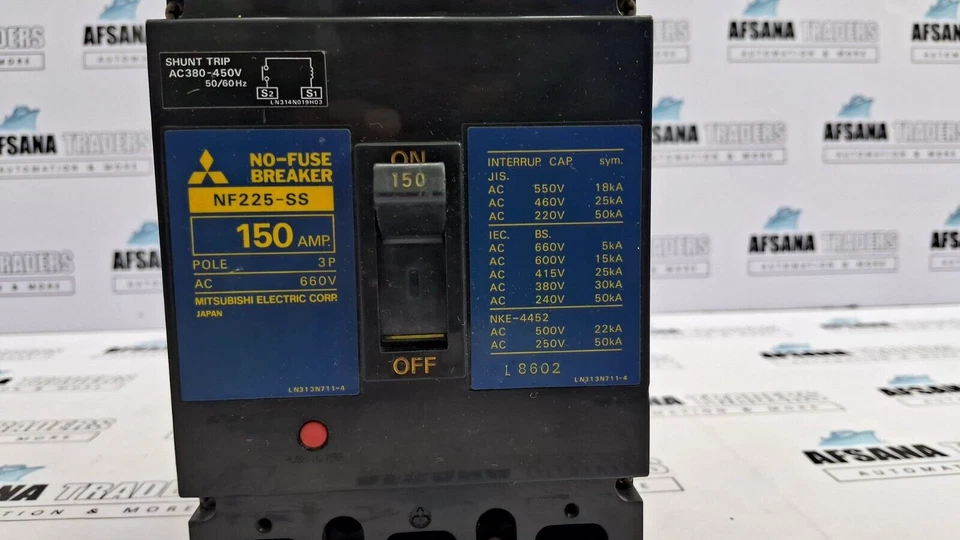 SHUNT TRIP
AC380-450V
50/60Hz
S2 S1
LN314N019H03
NO-FUSE
BREAKER
NF225-SS
150 AMP.
POLE 3P
AC 660V
MITSUBISHI ELECTRIC CORP.
JAPAN
LN313N711-4
ON
150
OFF
INTERRUP. CAP. sym.
JIS.
AC 550V 18kA
AC 460V 25kA
AC 220V 50kA
IEC. BS.
AC 660V 5kA
AC 600V 15kA
AC 415V 25kA
AC 380V 30kA
AC 240V 50kA
NKE-4452
AC 500V 22kA
AC 250V 50kA
L8602
LN313N711-4
AFSANA TRADERS
AUTOMATION & MORE